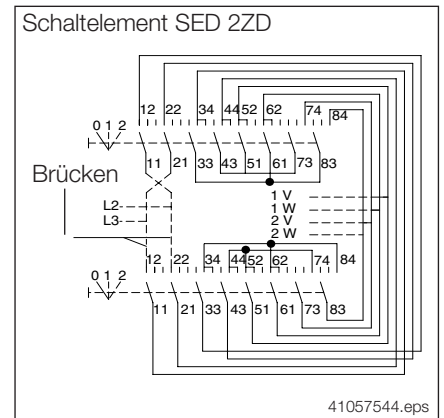 Schaltelement SED 2ZD
12 22 34 44 52 62 74 84
0 1 2
11 21 33 43 51 61 73 83
Brücken
1 V
L2 1 W
L3 2 V
2 W
12 22 34 44 52 62 74 84
0 1 2
11 21 33 43 51 61 73 83
41057544.eps